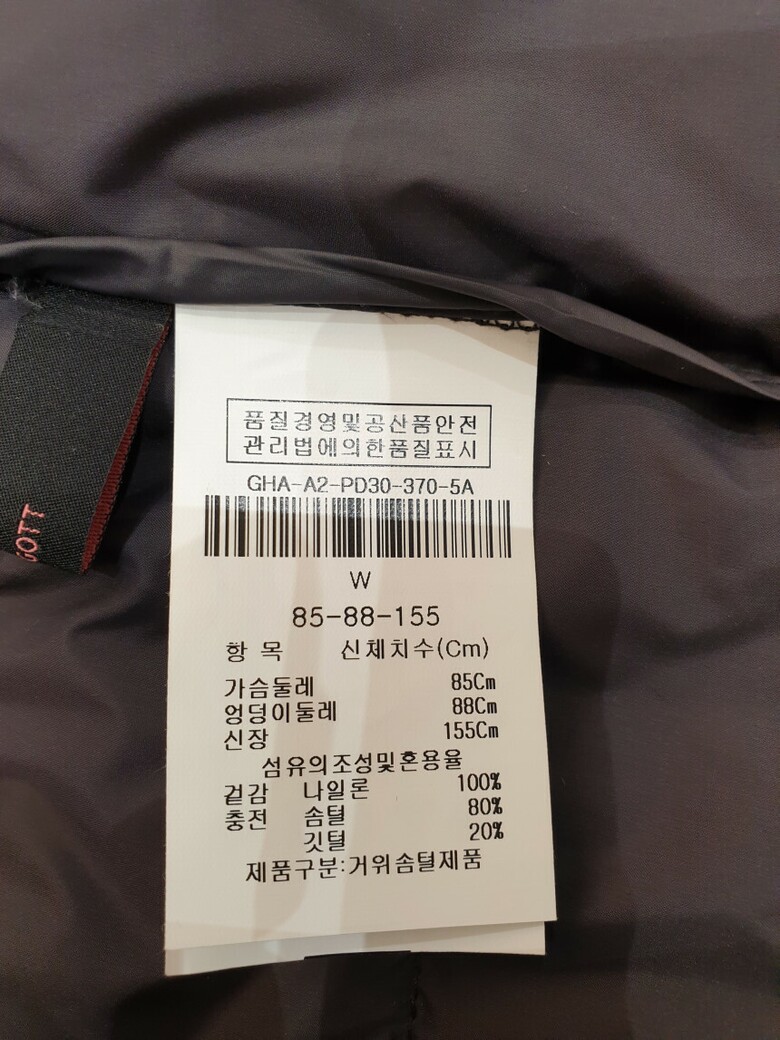 품질경영및공산품안전
관리법에의한품질표시
GHA-A2-PD30-370-5A
W
85-88-155
항 목 신체치수(Cm)
가슴둘레 85Cm
엉덩이둘레 88Cm
신장 155Cm
섬유의조성및혼용율
겉감 나일론 100%
충전 솜털 80%
깃털 20%
제품구분:거위솜털제품